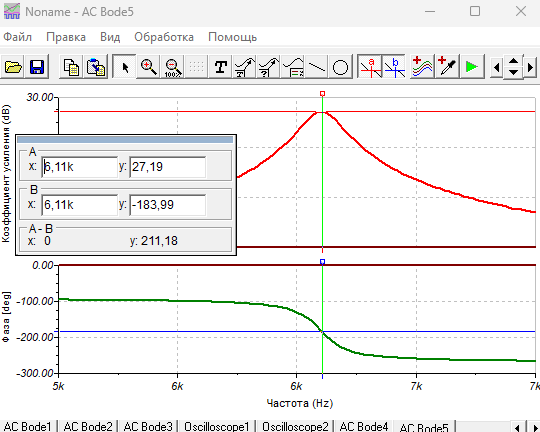 Noname - AC Bode5
Файл Правка Вид Обработка Помощь
T 100% a b
30.00
Коэффициент усиления (dB)
A
x: 6,11k y: 27,19
B
x: 6,11k y: -183,99
A - B
x: 0 y: 211,18
0.00
-100.00
-200.00
-300.00
Фаза [deg]
5k 6k 6k 7k 7k
Частота (Hz)
AC Bode1 AC Bode2 AC Bode3 Oscilloscope1 Oscilloscope2 AC Bode4 AC Bode5